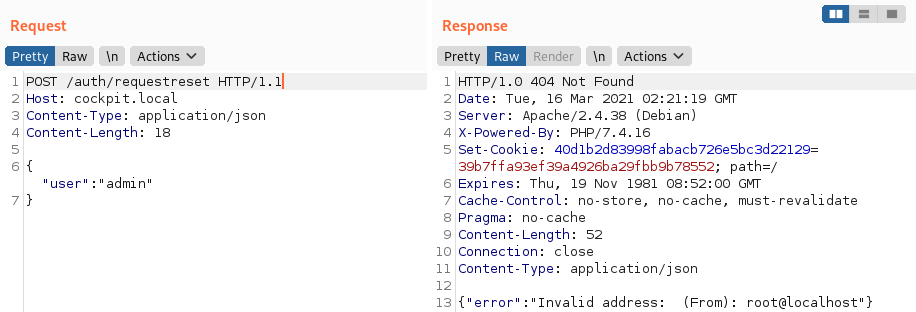 Request
Response
Pretty Raw \n Actions
Pretty Raw Render \n Actions
1 POST /auth/requestreset HTTP/1.1
2 Host: cockpit.local
3 Content-Type: application/json
4 Content-Length: 18
5
6 {
"user":"admin"
7 }
1 HTTP/1.0 404 Not Found
2 Date: Tue, 16 Mar 2021 02:21:19 GMT
3 Server: Apache/2.4.38 (Debian)
4 X-Powered-By: PHP/7.4.16
5 Set-Cookie: 40d1b2d83998fabacb726e5bc3d22129=
39b7ffa93ef39a4926ba29fbb9b78552; path=/
6 Expires: Thu, 19 Nov 1981 08:52:00 GMT
7 Cache-Control: no-store, no-cache, must-revalidate
8 Pragma: no-cache
9 Content-Length: 52
10 Connection: close
11 Content-Type: application/json
12
13 {"error":"Invalid address:  (From): root@localhost"}